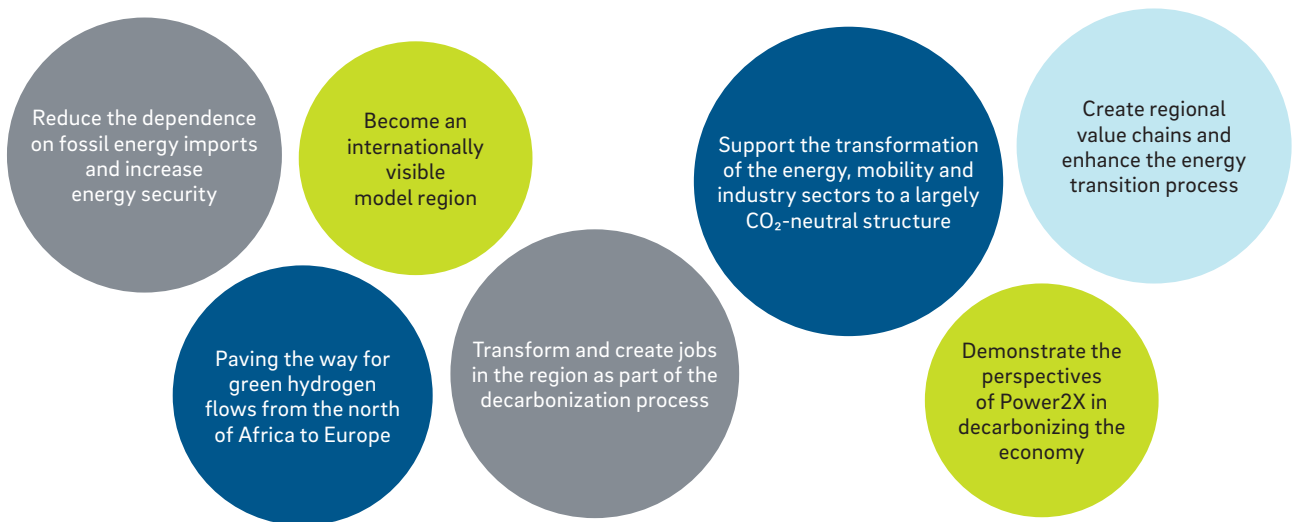 Reduce the dependence
on fossil energy imports
and increase
energy security
Become an
internationally
visible
model region
Support the transformation
of the energy, mobility and
industry sectors to a largely
CO₂-neutral structure
Create regional
value chains and
enhance the energy
transition process
Paving the way for
green hydrogen
flows from the north
of Africa to Europe
Transform and create jobs
in the region as part of the
decarbonization process
Demonstrate the
perspectives
of Power2X in
decarbonizing the
economy